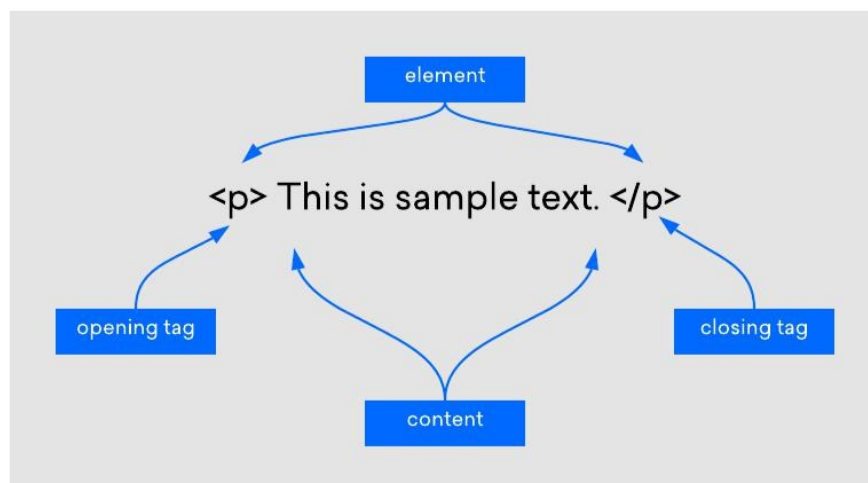 element
<p> This is sample text. </p>
opening tag
closing tag
content